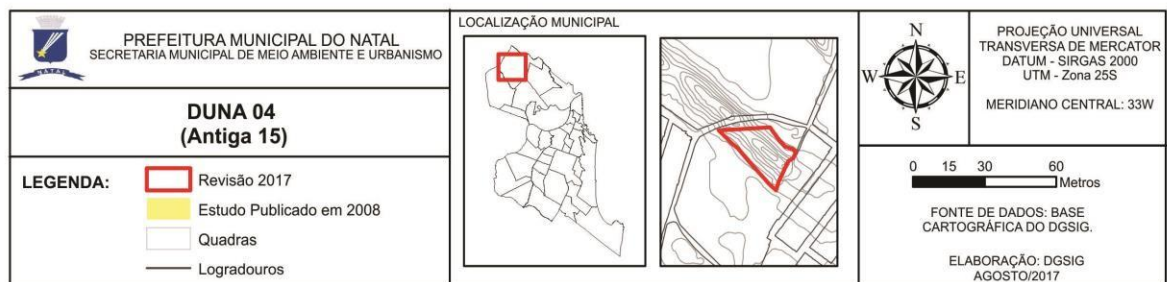 NATAL
PREFEITURA MUNICIPAL DO NATAL
SECRETARIA MUNICIPAL DE MEIO AMBIENTE E URBANISMO
DUNA 04
(Antiga 15)
LEGENDA:
Revisão 2017
Estudo Publicado em 2008
Quadras
Logradouros
LOCALIZAÇÃO MUNICIPAL
N
W
E
S
PROJEÇÃO UNIVERSAL
TRANSVERSA DE MERCATOR
DATUM - SIRGAS 2000
UTM - Zona 25S
MERIDIANO CENTRAL: 33W
0 15 30 60
Metros
FONTE DE DADOS: BASE
CARTOGRÁFICA DO DGSIG.
ELABORAÇÃO: DGSIG
AGOSTO/2017